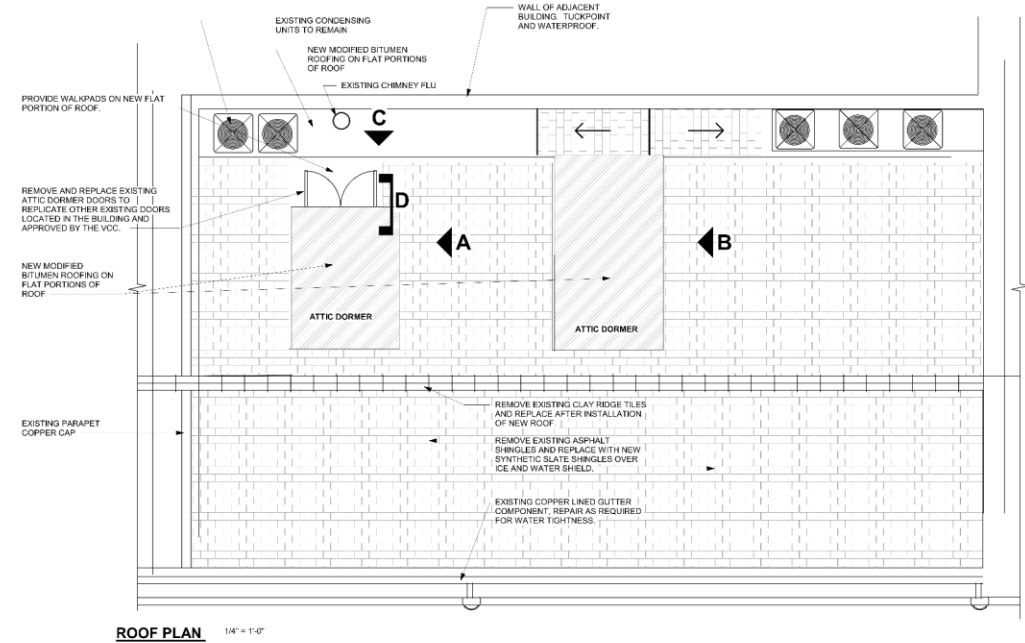 EXISTING CONDENSING
UNITS TO REMAIN
WALL OF ADJACENT
BUILDING. TUCKPOINT
AND WATERPROOF.
NEW MODIFIED BITUMEN
ROOFING ON FLAT PORTIONS
OF ROOF
EXISTING CHIMNEY FLU
PROVIDE WALKPADS ON NEW FLAT
PORTION OF ROOF.
C
REMOVE AND REPLACE EXISTING
ATTIC DORMER DOORS TO
REPLICATE OTHER EXISTING DOORS
LOCATED IN THE BUILDING AND
APPROVED BY THE VCC.
D
A
B
NEW MODIFIED
BITUMEN ROOFING ON
FLAT PORTIONS OF
ROOF
ATTIC DORMER
ATTIC DORMER
REMOVE EXISTING CLAY RIDGE TILES
AND REPLACE AFTER INSTALLATION
OF NEW ROOF.
EXISTING PARAPET
COPPER CAP
REMOVE EXISTING ASPHALT
SHINGLES AND REPLACE WITH NEW
SYNTHETIC SLATE SHINGLES OVER
ICE AND WATER SHIELD.
EXISTING COPPER LINED GUTTER
COMPONENT, REPAIR AS REQUIRED
FOR WATER TIGHTNESS.
ROOF PLAN 1/4" = 1'-0"